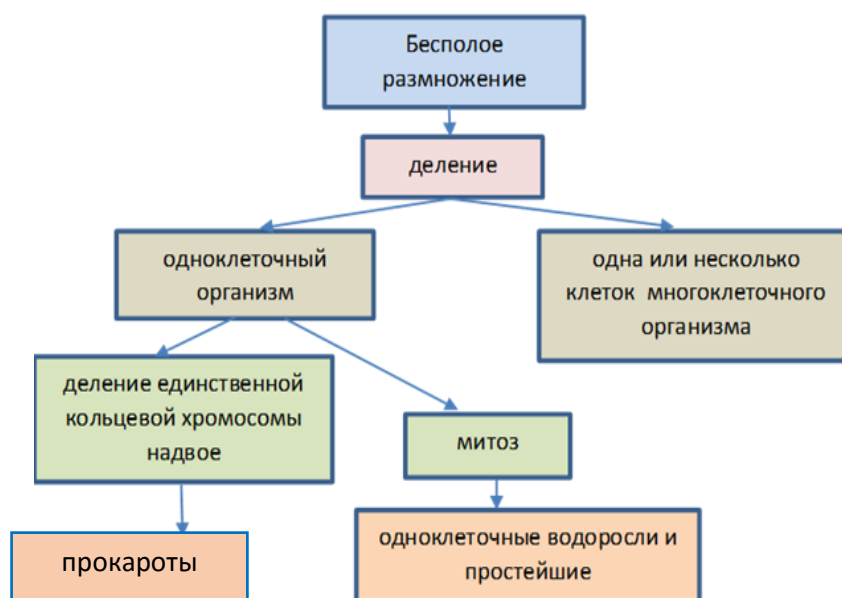 Бесполое
размножение
деление
одноклеточный
организм
одна или несколько
клеток многоклеточного
организма
деление единственной
кольцевой хромосомы
надвое
митоз
прокароты
одноклеточные водоросли и
простейшие